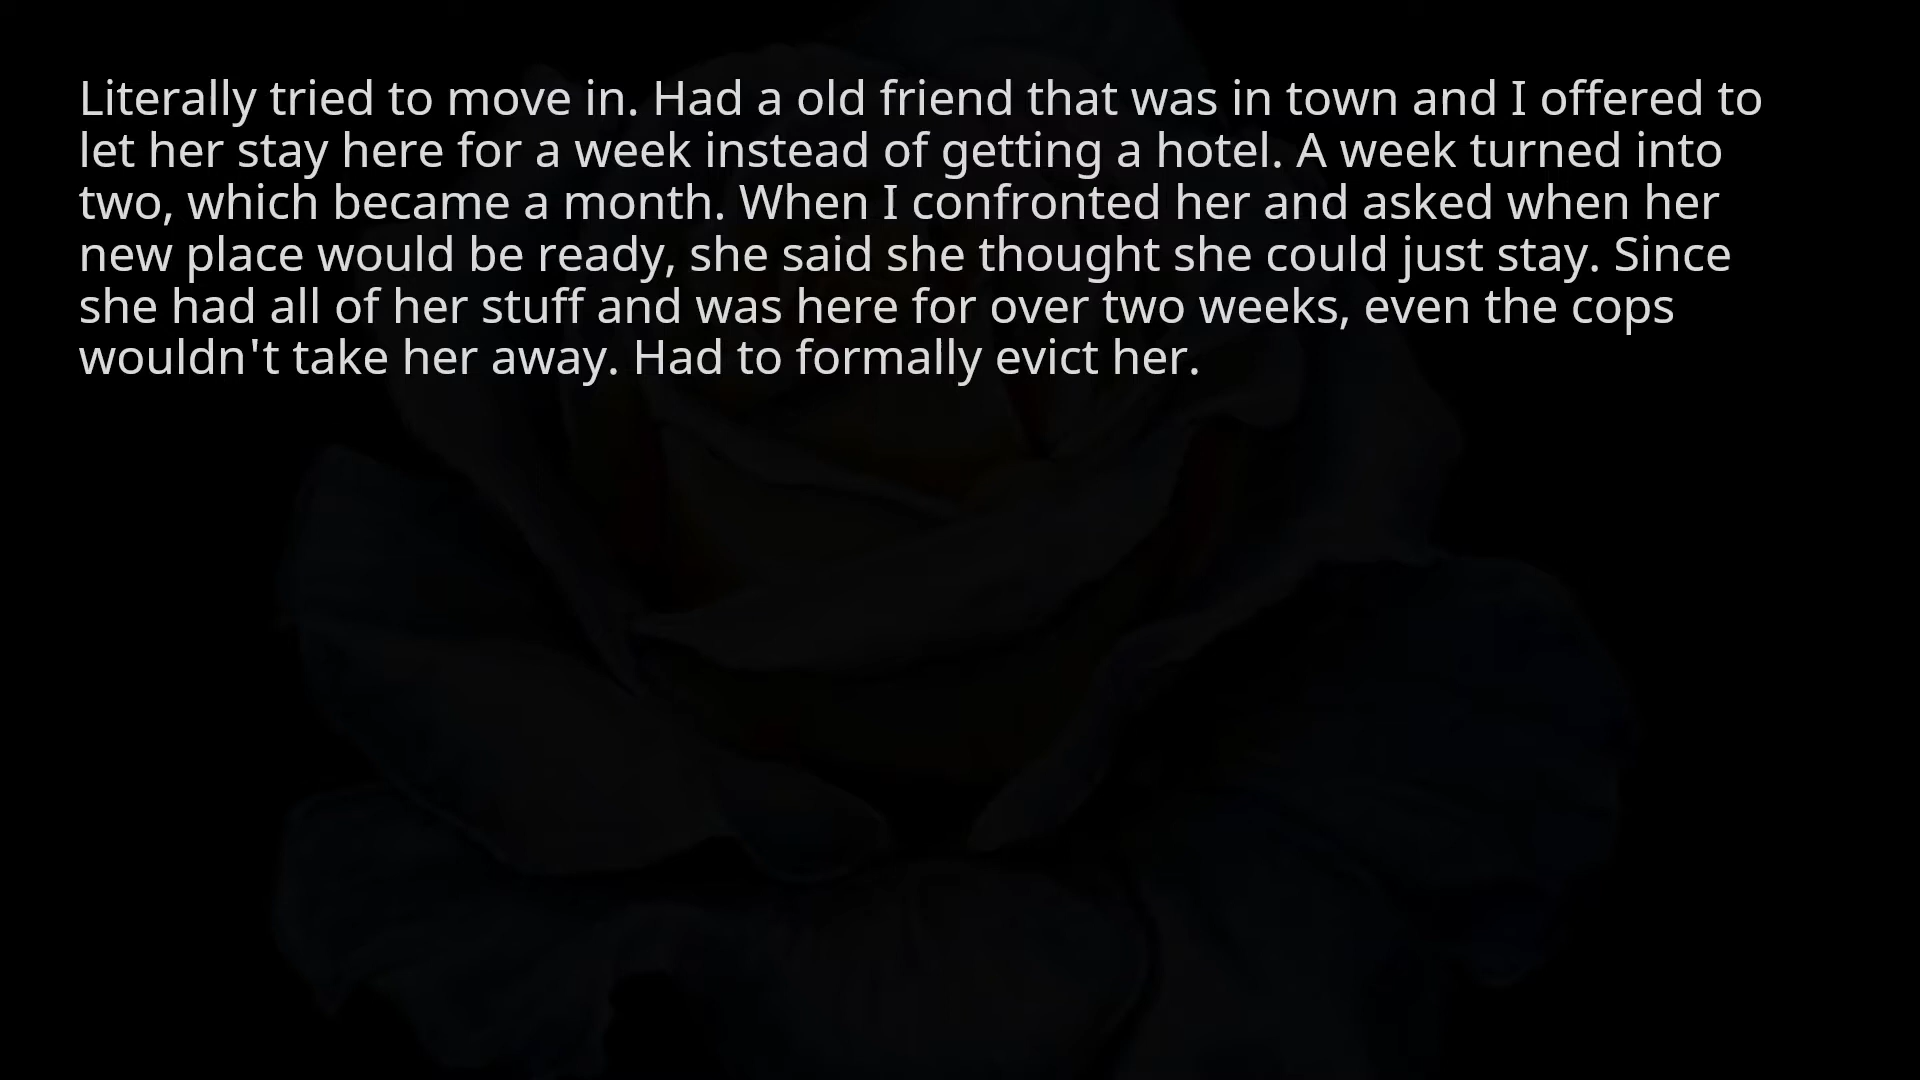 Literally tried to move in. Had a old friend that was in town and I offered to
let her stay here for a week instead of getting a hotel. A week turned into
two, which became a month. When I confronted her and asked when her
new place would be ready, she said she thought she could just stay. Since
she had all of her stuff and was here for over two weeks, even the cops
wouldn't take her away. Had to formally evict her.